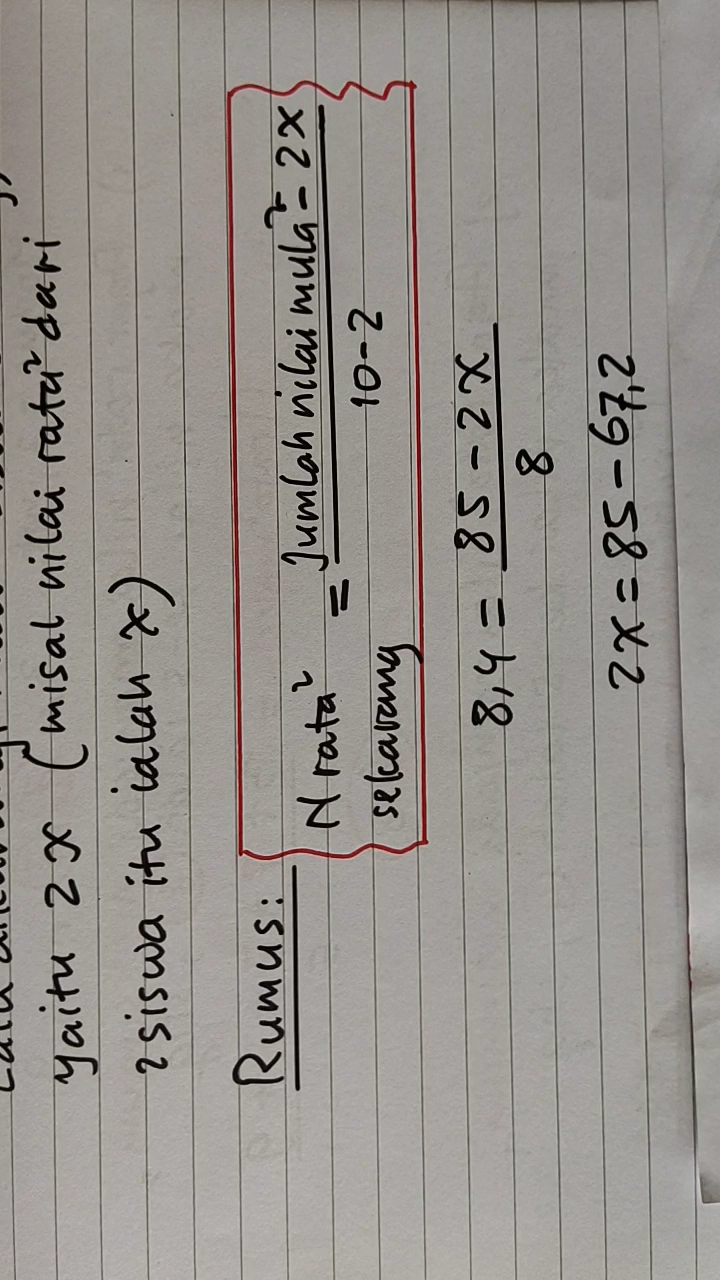 yaitu 2x (misal nilai rata² dari
2 siswa itu ialah x)
Rumus:
N rata² sekarang = Jumlah nilai mula² - 2x / 10-2
8,4 = 85 - 2x / 8
2x = 85 - 67,2